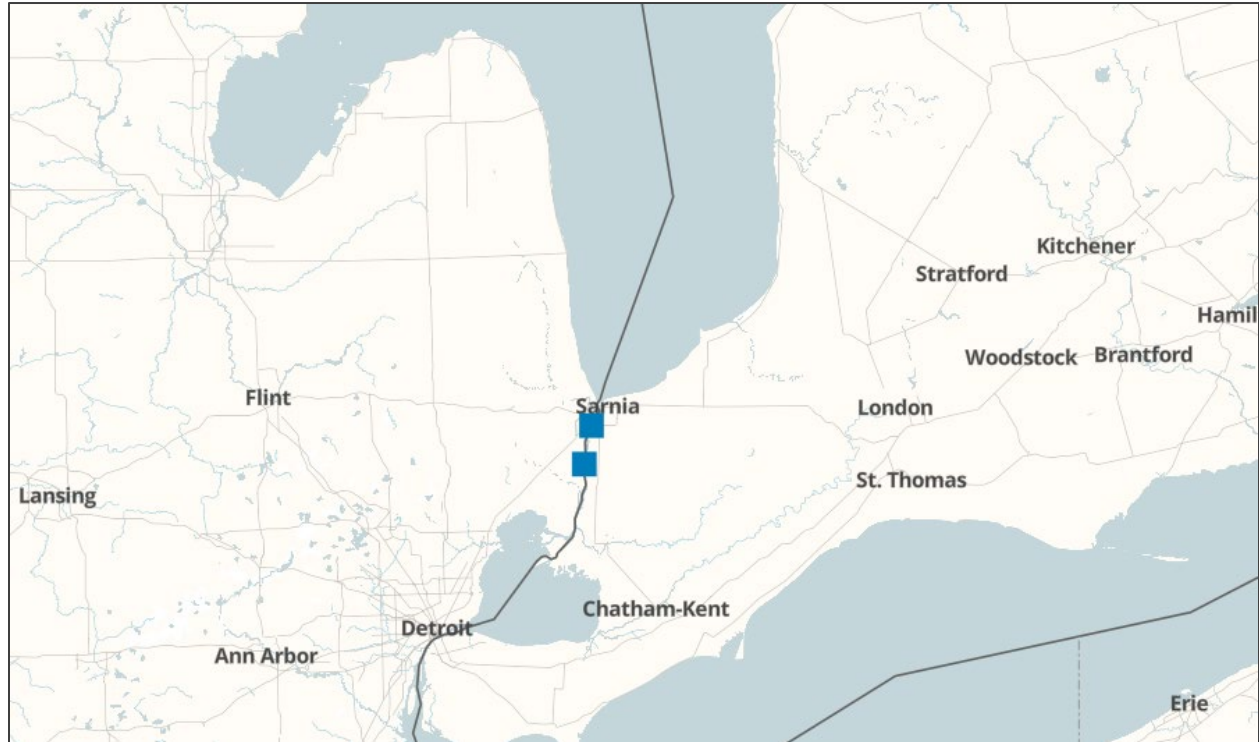 Kitchener
Stratford
Hamil
Woodstock
Brantford
Flint
Sarnia
London
Lansing
St. Thomas
Chatham-Kent
Detroit
Ann Arbor
Erie